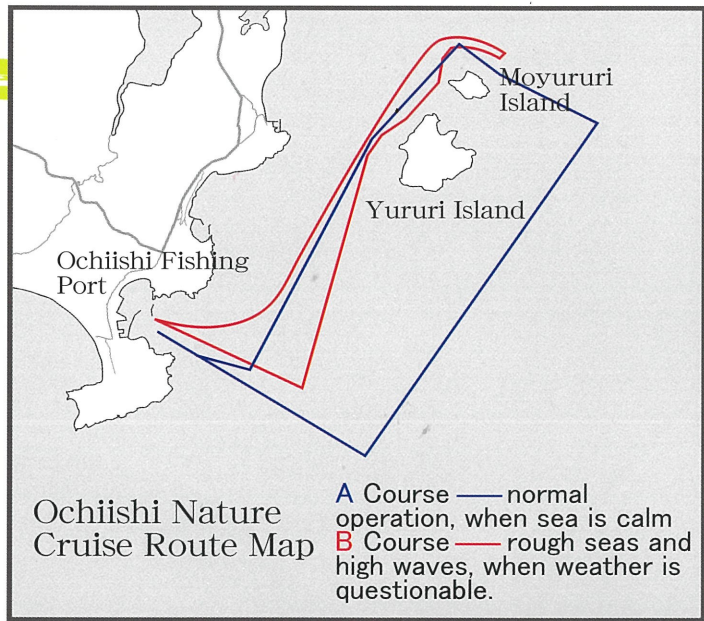 Moyururi
Island
Yururi Island
Ochiishi Fishing
Port
Ochiishi Nature
Cruise Route Map
A Course — normal
operation, when sea is calm
B Course — rough seas and
high waves, when weather is
questionable.